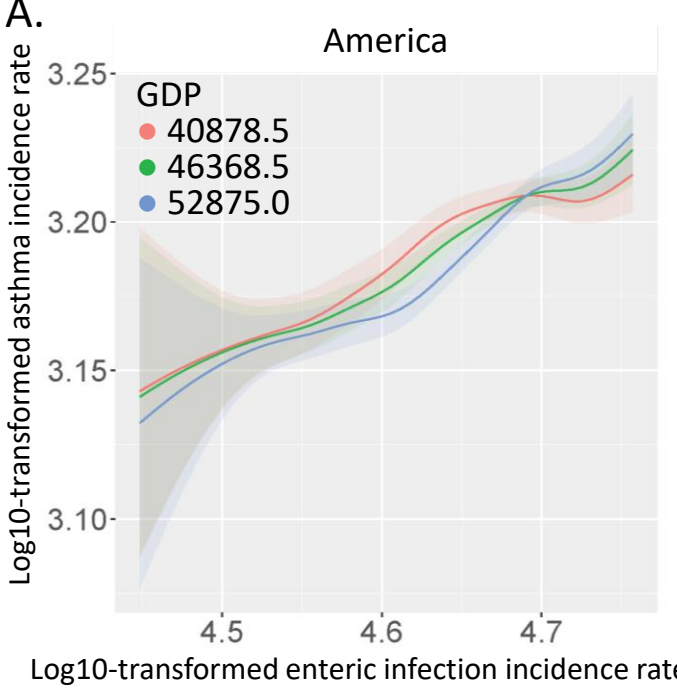 A.
America
Log10-transformed asthma incidence rate
3.25
3.20
3.15
3.10
GDP
40878.5
46368.5
52875.0
4.5 4.6 4.7
Log10-transformed enteric infection incidence rate